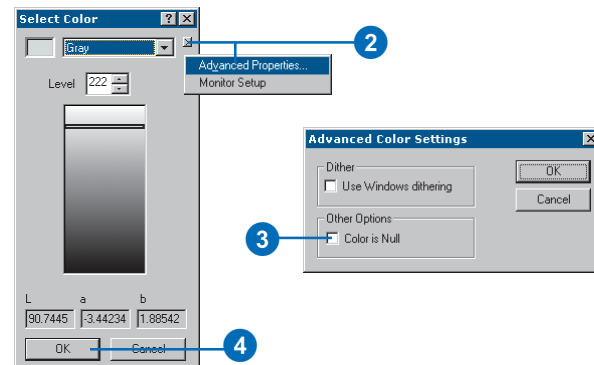 Select Color
Gray
2
Advanced Properties...
Monitor Setup
Level 222
Advanced Color Settings
Dither
Use Windows dithering
OK
Cancel
Other Options
3
Color is Null
L a b
90.7445 -3.44234 1.88542
OK Cancel
4